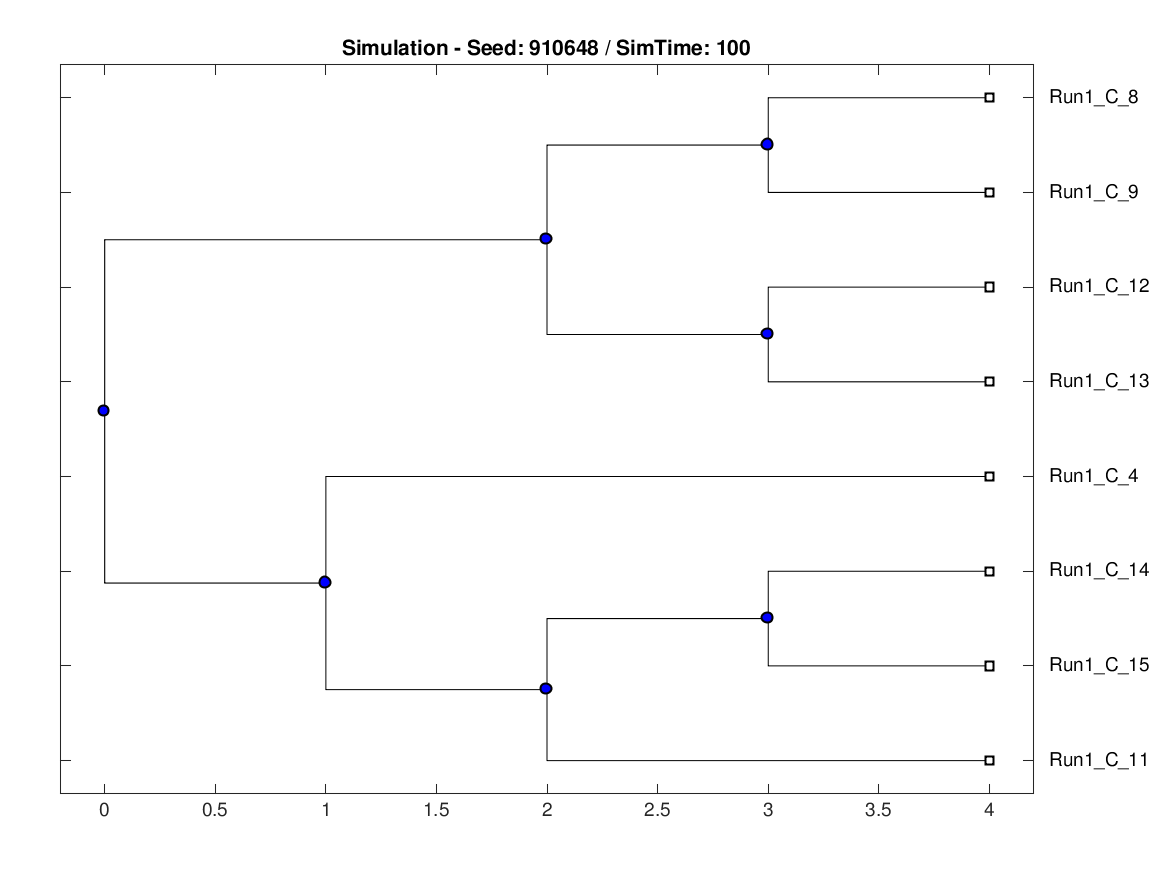 Simulation - Seed: 910648 / SimTime: 100
Run1_C_8
Run1_C_9
Run1_C_12
Run1_C_13
Run1_C_4
Run1_C_14
Run1_C_15
Run1_C_11
0 0.5 1 1.5 2 2.5 3 3.5 4